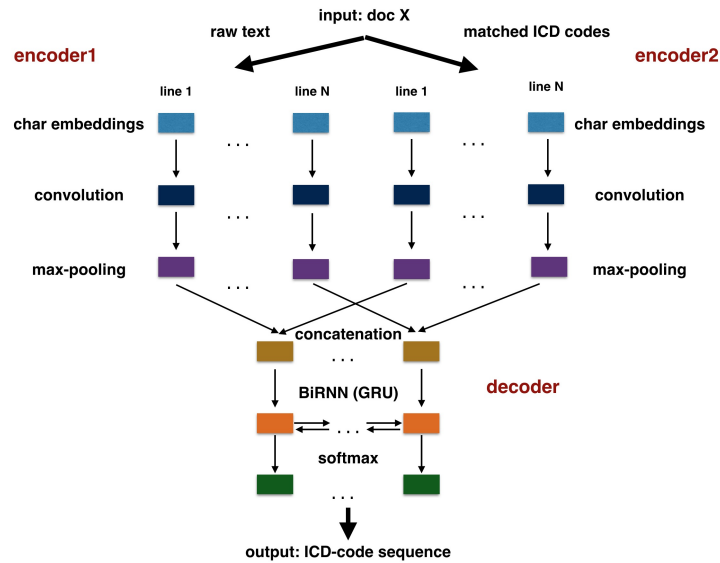 input: doc X
raw text
matched ICD codes
encoder1
encoder2
line 1
line N
line 1
line N
char embeddings
. . .
. . .
char embeddings
convolution
. . .
. . .
convolution
max-pooling
. . .
. . .
max-pooling
concatenation
. . .
BiRNN (GRU)
decoder
. . .
softmax
. . .
output: ICD-code sequence